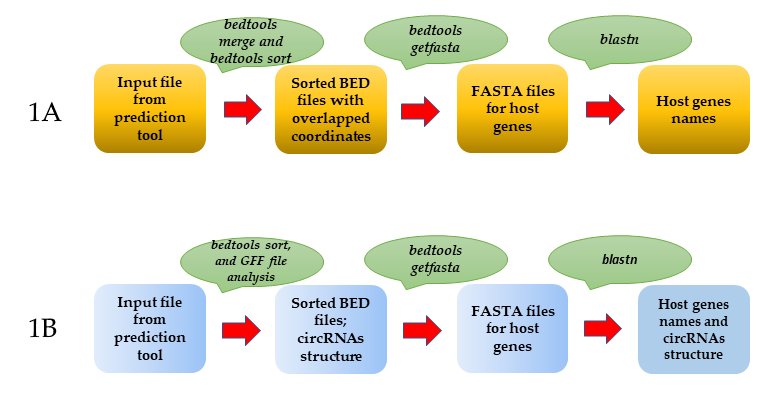 bedtools
merge and
bedtools sort
bedtools
getfasta
blastn
1A
Input file
from
prediction
tool
Sorted BED
files with
overlapped
coordinates
FASTA files
for host
genes
Host genes
names
bedtools sort,
and GFF file
analysis
bedtools
getfasta
blastn
1B
Input file
from
prediction
tool
Sorted BED
files;
circRNAs
structure
FASTA files
for host
genes
Host genes
names and
circRNAs
structure